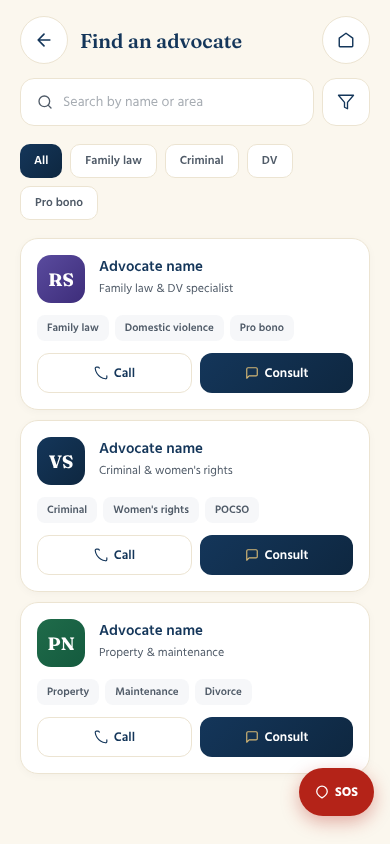 Find an advocate
Search by name or area
All Family law Criminal DV
Pro bono
RS Advocate name
Family law & DV specialist
Family law Domestic violence Pro bono
Call Consult
VS Advocate name
Criminal & women's rights
Criminal Women's rights POCSO
Call Consult
PN Advocate name
Property & maintenance
Property Maintenance Divorce
Call Consult
SOS